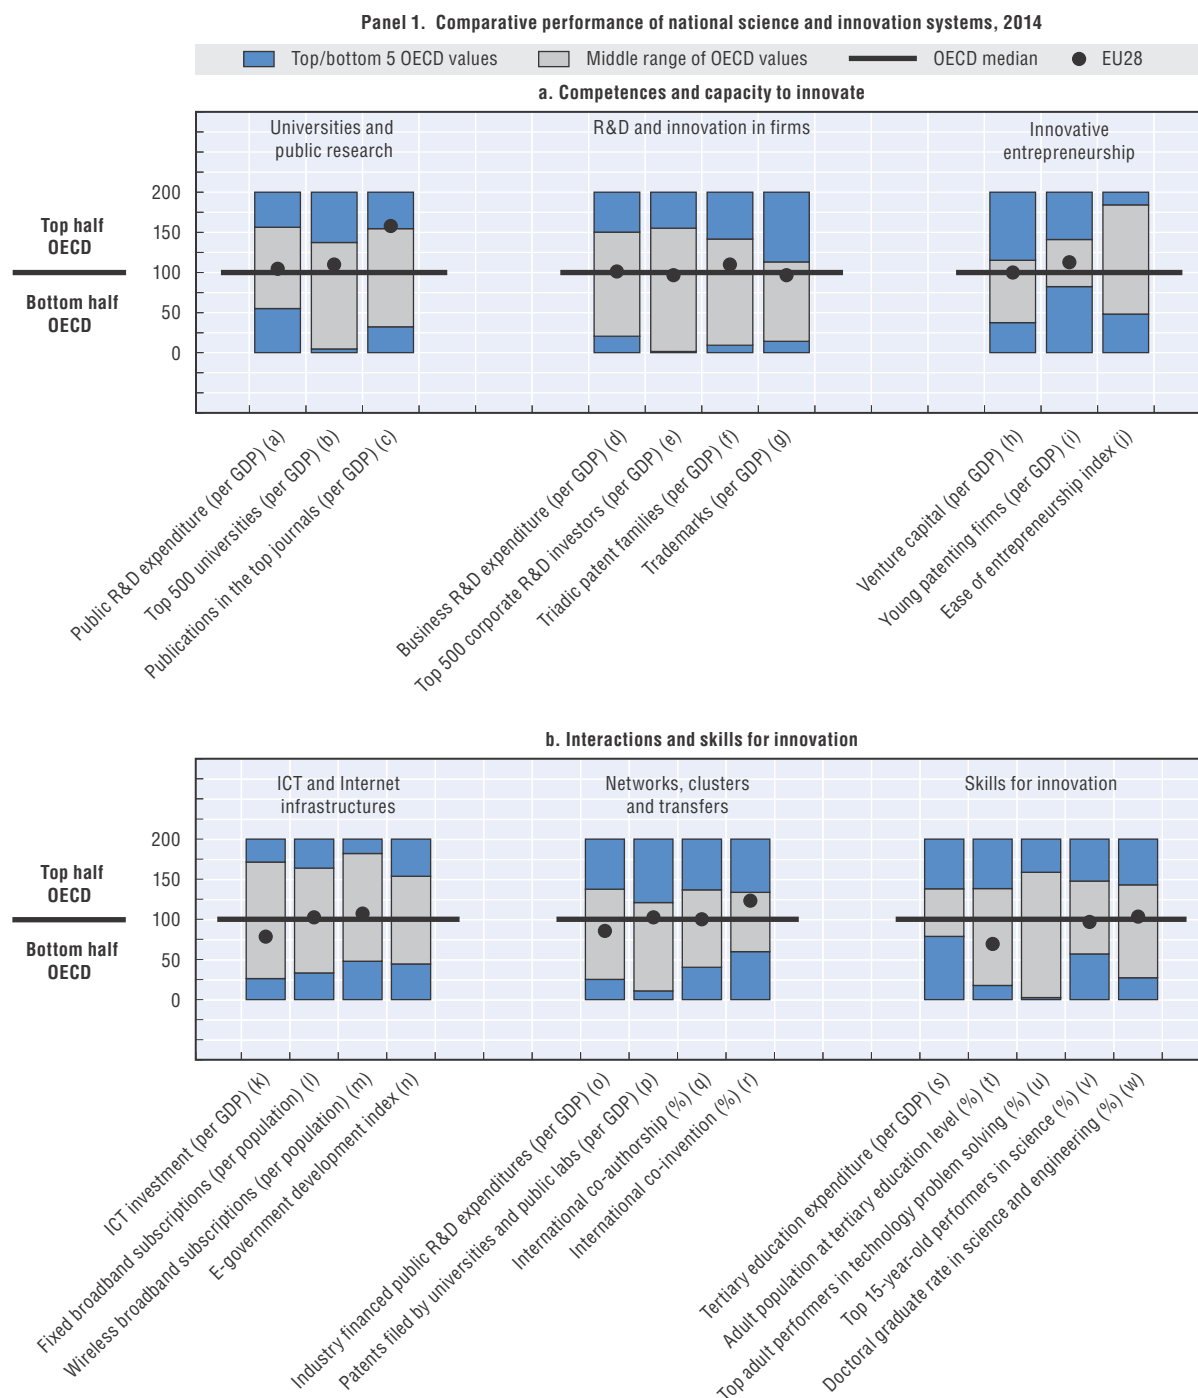 Panel 1. Comparative performance of national science and innovation systems, 2014
Top/bottom 5 OECD values
Middle range of OECD values
OECD median
EU28
a. Competences and capacity to innovate
Universities and
public research
R&D and innovation in firms
Innovative
entrepreneurship
200
150
100
50
0
Top half
OECD
Bottom half
OECD
Public R&D expenditure (per GDP) (a)
Top 500 universities (per GDP) (b)
Publications in the top journals (per GDP) (c)
Business R&D expenditure (per GDP) (d)
Top 500 corporate R&D investors (per GDP) (e)
Triadic patent families (per GDP) (f)
Trademarks (per GDP) (g)
Venture capital (per GDP) (h)
Young patenting firms (per GDP) (i)
Ease of entrepreneurship index (j)
b. Interactions and skills for innovation
ICT and Internet
infrastructures
Networks, clusters
and transfers
Skills for innovation
200
150
100
50
0
Top half
OECD
Bottom half
OECD
ICT investment (per GDP) (k)
Fixed broadband subscriptions (per population) (l)
Wireless broadband subscriptions (per population) (m)
E-government development index (n)
Industry financed public R&D expenditures (per GDP) (o)
Patents filed by universities and public labs (per GDP) (p)
International co-authorship (%) (q)
International co-invention (%) (r)
Tertiary education expenditure (per GDP) (s)
Adult population at tertiary education level (%) (t)
Top adult performers in technology problem solving (%) (u)
Top 15-year-old performers in science (%) (v)
Doctoral graduate rate in science and engineering (%) (w)